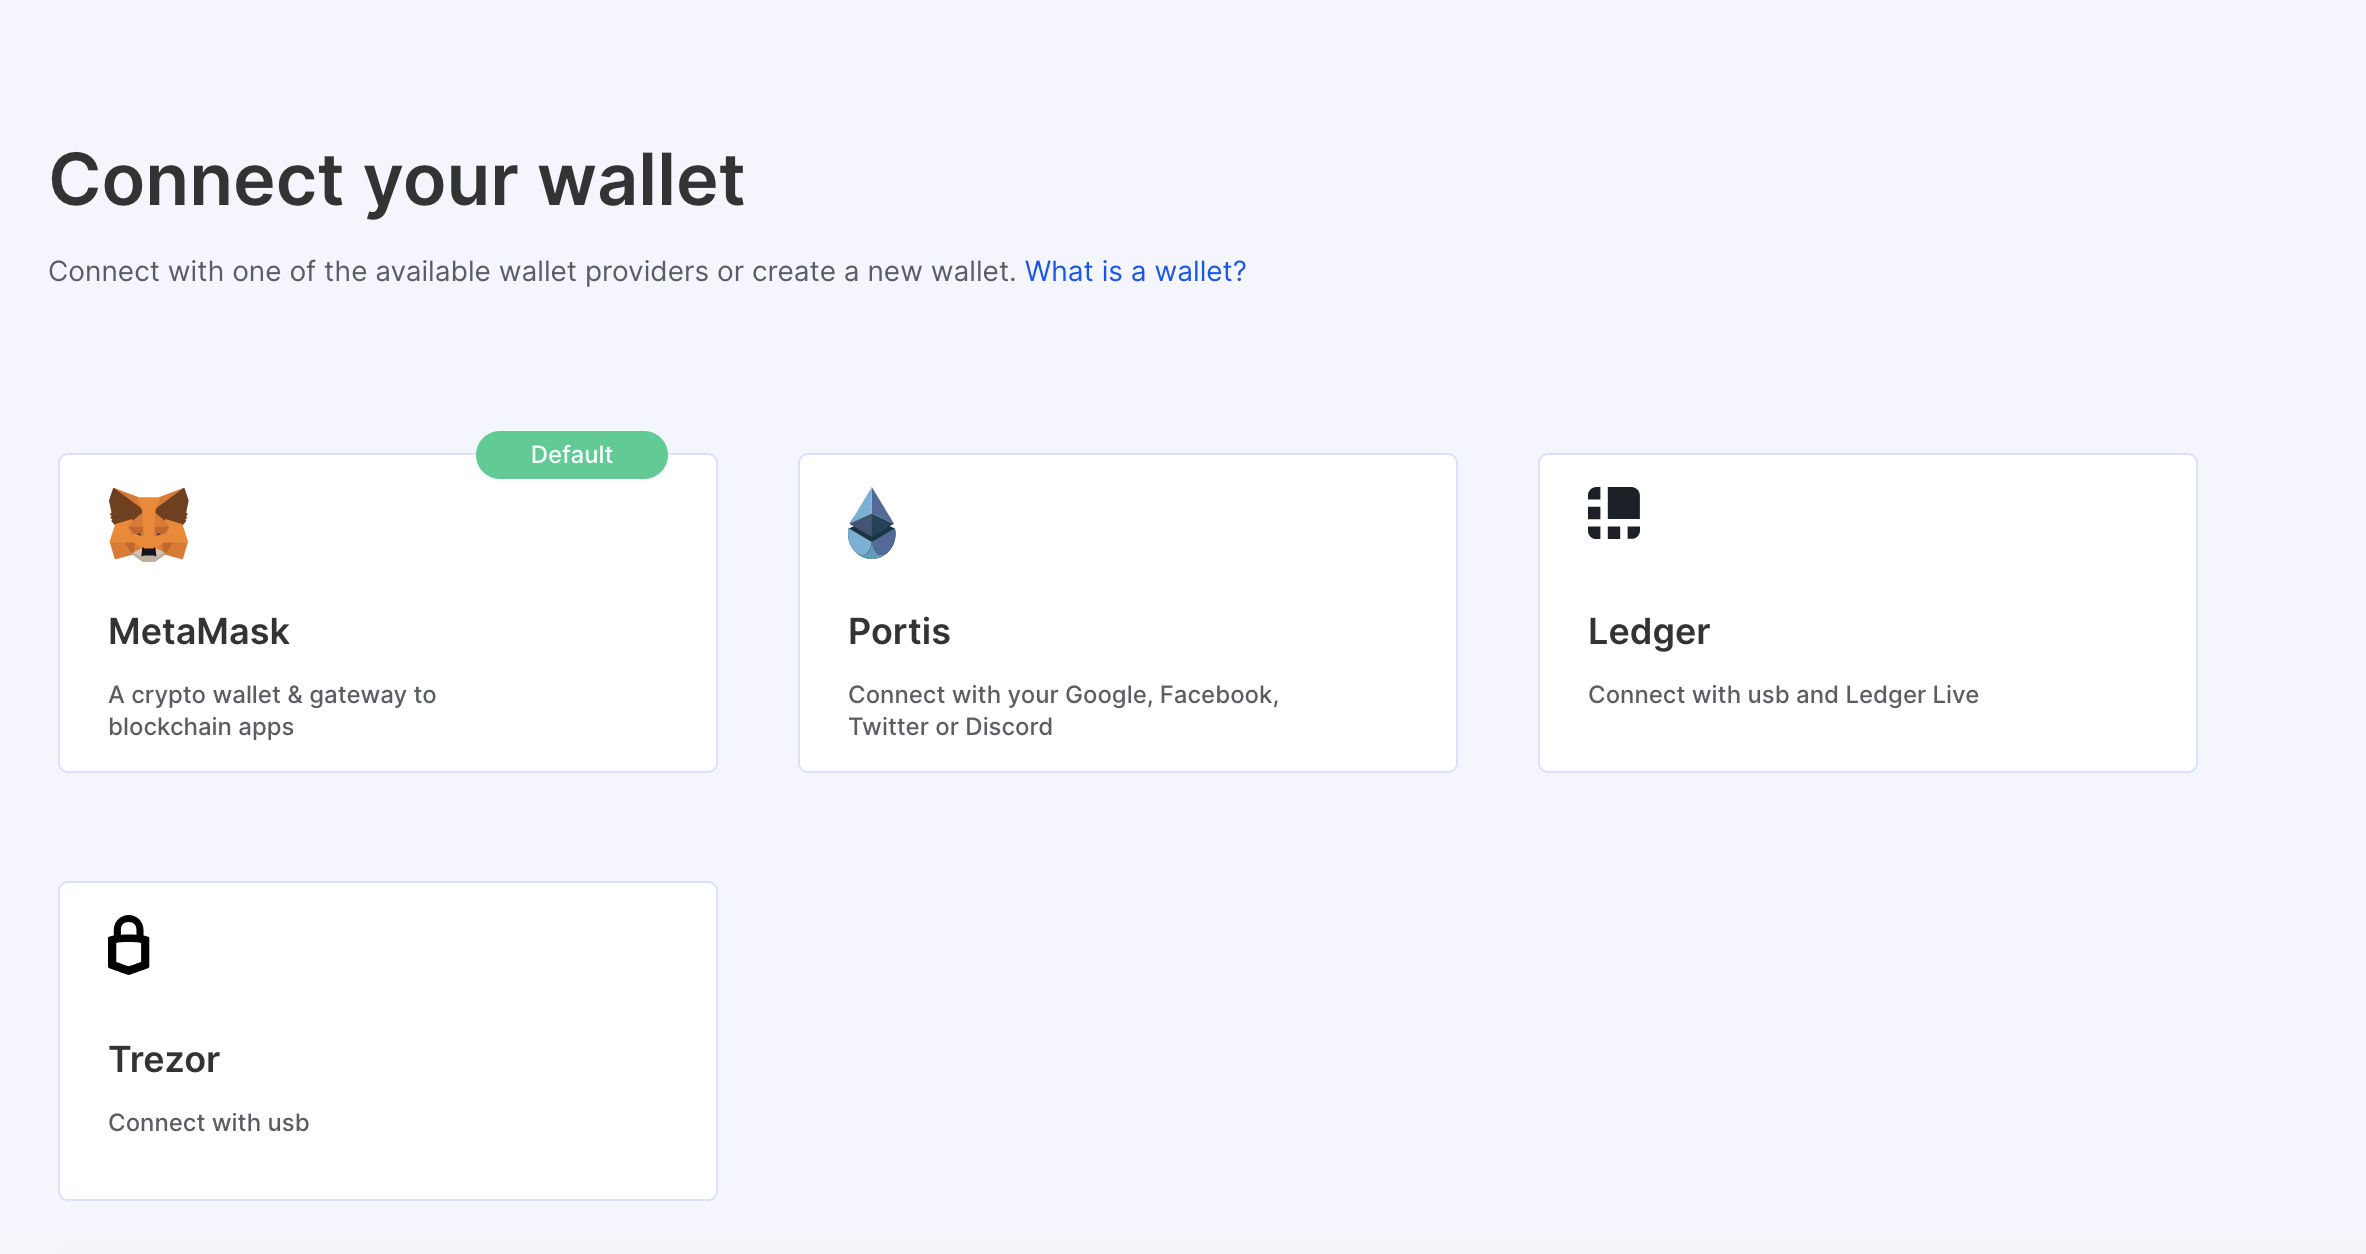 Connect your wallet
Connect with one of the available wallet providers or create a new wallet. What is a wallet?
Default
MetaMask
A crypto wallet & gateway to
blockchain apps
Portis
Connect with your Google, Facebook,
Twitter or Discord
Ledger
Connect with usb and Ledger Live
Trezor
Connect with usb